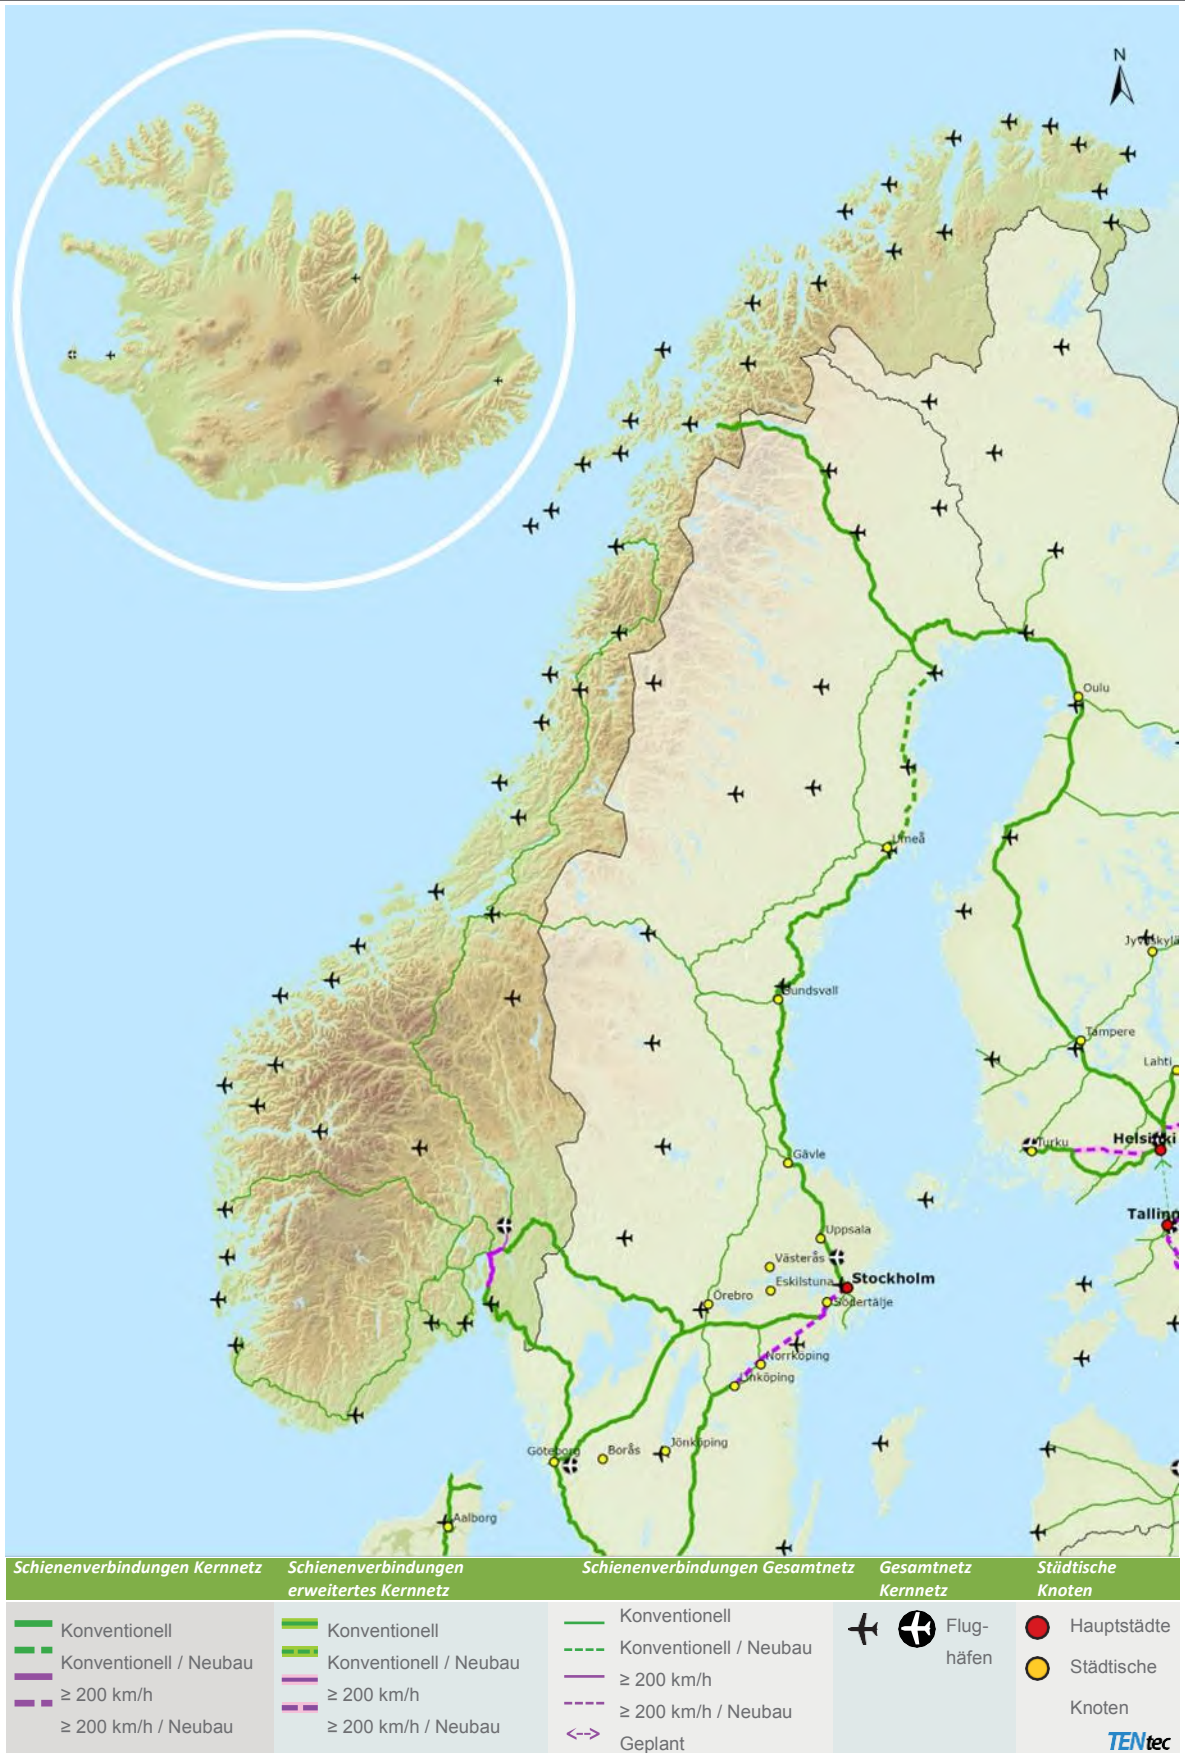 N
Oulu
Umeå
Jyväskylä
Sundsvall
Tampere
Lahti
Turku
Helsinki
Gävle
Tallinn
Uppsala
Västerås
Stockholm
Eskilstuna
Örebro
Södertälje
Norrköping
Linköping
Göteborg
Borås
Jönköping
Aalborg
Schienenverbindungen Kernnetz
Schienenverbindungen
erweitertes Kernnetz
Schienenverbindungen Gesamtnetz
Gesamtnetz
Kernnetz
Städtische
Knoten
Konventionell
Konventionell / Neubau
≥ 200 km/h
≥ 200 km/h / Neubau
Konventionell
Konventionell / Neubau
≥ 200 km/h
≥ 200 km/h / Neubau
Konventionell
Konventionell / Neubau
≥ 200 km/h
≥ 200 km/h / Neubau
Geplant
Flug-
häfen
Hauptstädte
Städtische
Knoten
TENtec